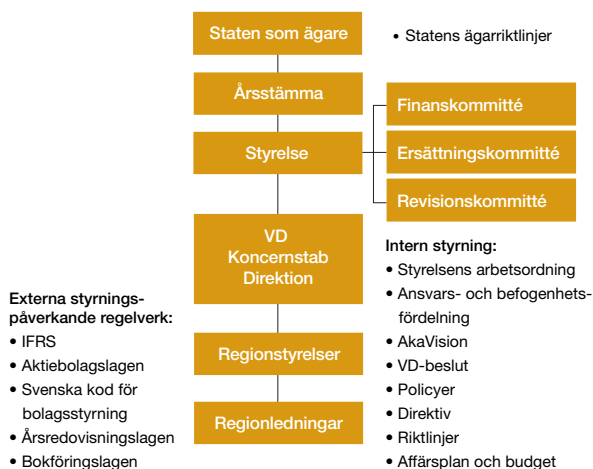 Staten som ägare
• Statens ägarriktlinjer
Årsstämma
Finanskommitté
Styrelse
Ersättningskommitté
Revisionskommitté
VD
Koncernstab
Direktion
Regionstyrelser
Regionledningar
Externa styrnings-
påverkande regelverk:
• IFRS
• Aktiebolagslagen
• Svenska kod för
bolagsstyrning
• Årsredovisningslagen
• Bokföringslagen
Intern styrning:
• Styrelsens arbetsordning
• Ansvars- och befogenhets-
fördelning
• AkaVision
• VD-beslut
• Policyer
• Direktiv
• Riktlinjer
• Affärsplan och budget